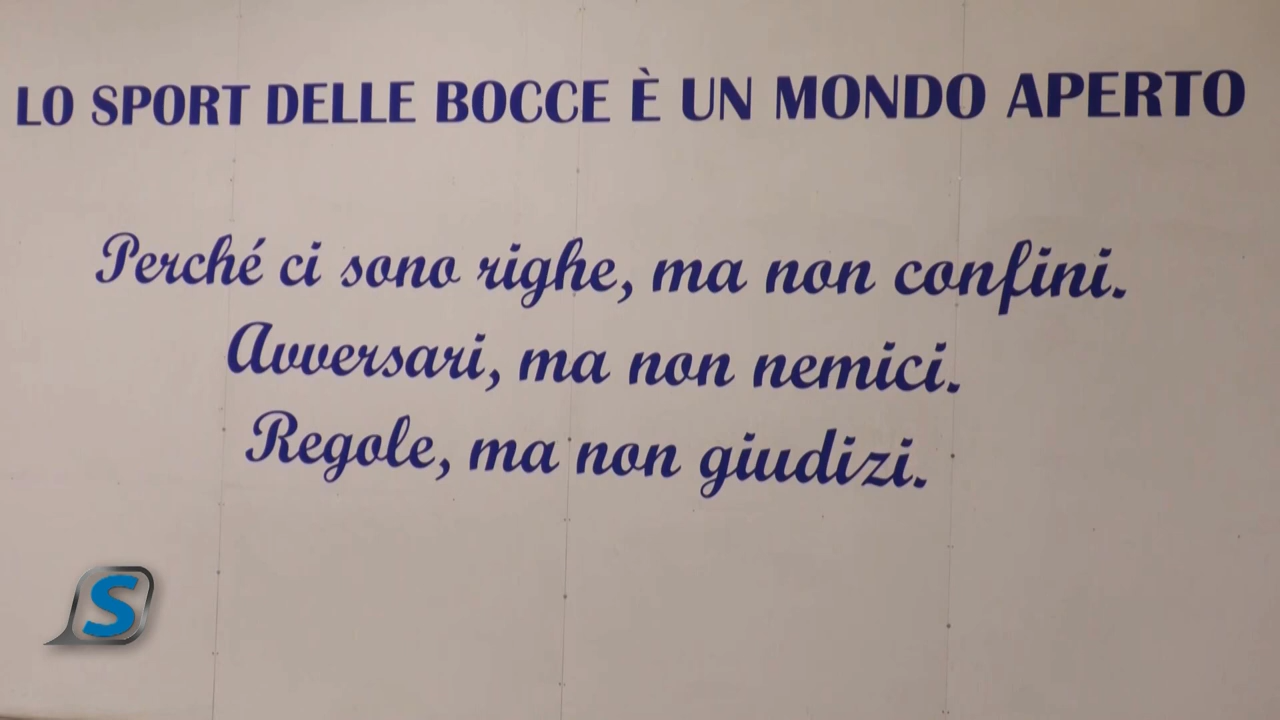 LO SPORT DELLE BOCCE È UN MONDO APERTO
Perché ci sono righe, ma non confini.
Avversari, ma non nemici.
Regole, ma non giudizi.
S